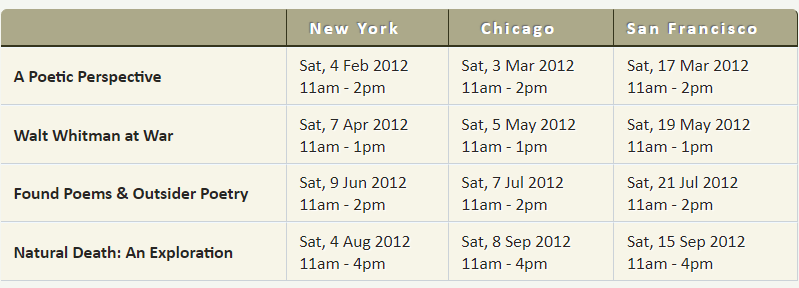 New York Chicago San Francisco
A Poetic Perspective
Sat, 4 Feb 2012
11am - 2pm
Sat, 3 Mar 2012
11am - 2pm
Sat, 17 Mar 2012
11am - 2pm
Walt Whitman at War
Sat, 7 Apr 2012
11am - 1pm
Sat, 5 May 2012
11am - 1pm
Sat, 19 May 2012
11am - 1pm
Found Poems & Outsider Poetry
Sat, 9 Jun 2012
11am - 2pm
Sat, 7 Jul 2012
11am - 2pm
Sat, 21 Jul 2012
11am - 2pm
Natural Death: An Exploration
Sat, 4 Aug 2012
11am - 4pm
Sat, 8 Sep 2012
11am - 4pm
Sat, 15 Sep 2012
11am - 4pm